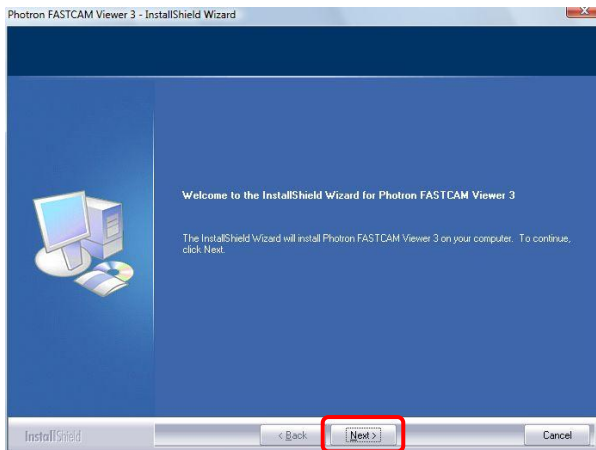 Photron FASTCAM Viewer 3 - InstallShield Wizard
Welcome to the InstallShield Wizard for Photron FASTCAM Viewer 3
The InstallShield Wizard will install Photron FASTCAM Viewer 3 on your computer. To continue,
click Next.
InstallShield
< Back
Next >
Cancel